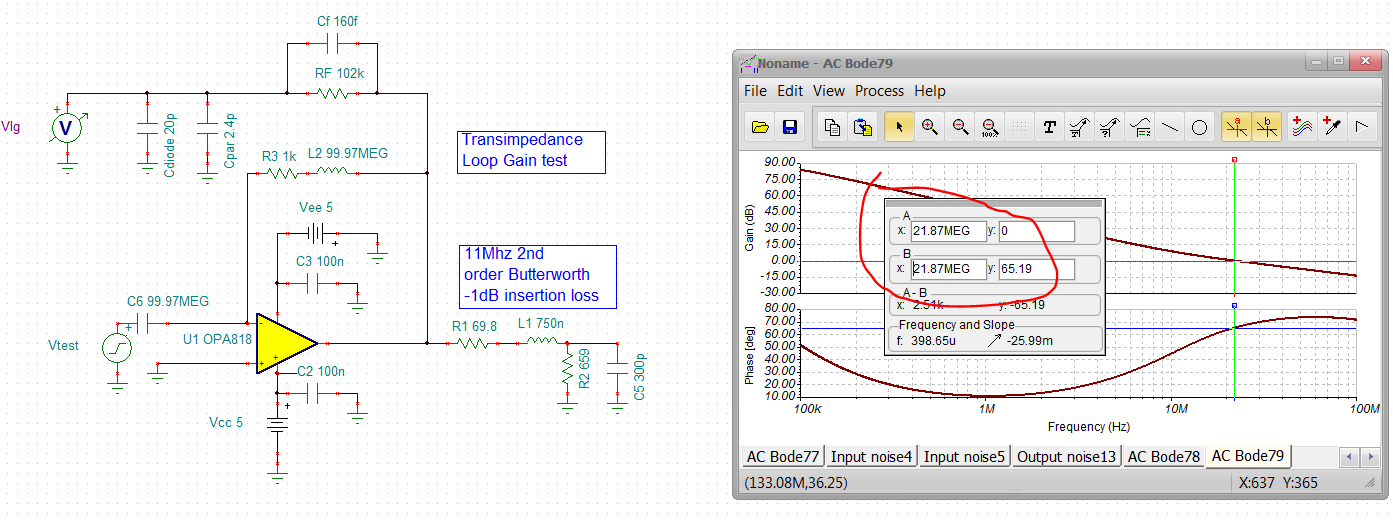 Cf 160f
RF 102k
VIg
+
V
Cdiode 20p
Cpar 2.4p
R3 1k
L2 99.97MEG
Transimpedance
Loop Gain test
Vee 5
+
C3 100n
11Mhz 2nd
order Butterworth
-1dB insertion loss
C6 99.97MEG
+
Vtest
U1 OPA818
-
+
+
R1 69.8
L1 750n
R2 659
C5 300p
C2 100n
+
Vcc 5
Noname - AC Bode79
File Edit View Process Help
100%
T
a
b
90.00
75.00
60.00
45.00
30.00
15.00
0.00
-15.00
-30.00
Gain (dB)
A
x: 21.87MEG y: 0
B
x: 21.87MEG y: 65.19
A - B
x: 2.51k y: -65.19
Frequency and Slope
f: 398.65u -25.99m
80.00
70.00
60.00
50.00
40.00
30.00
20.00
10.00
Phase [deg]
100k 1M 10M 100M
Frequency (Hz)
AC Bode77 Input noise4 Input noise5 Output noise13 AC Bode78 AC Bode79
(133.08M,36.25) X:637 Y:365